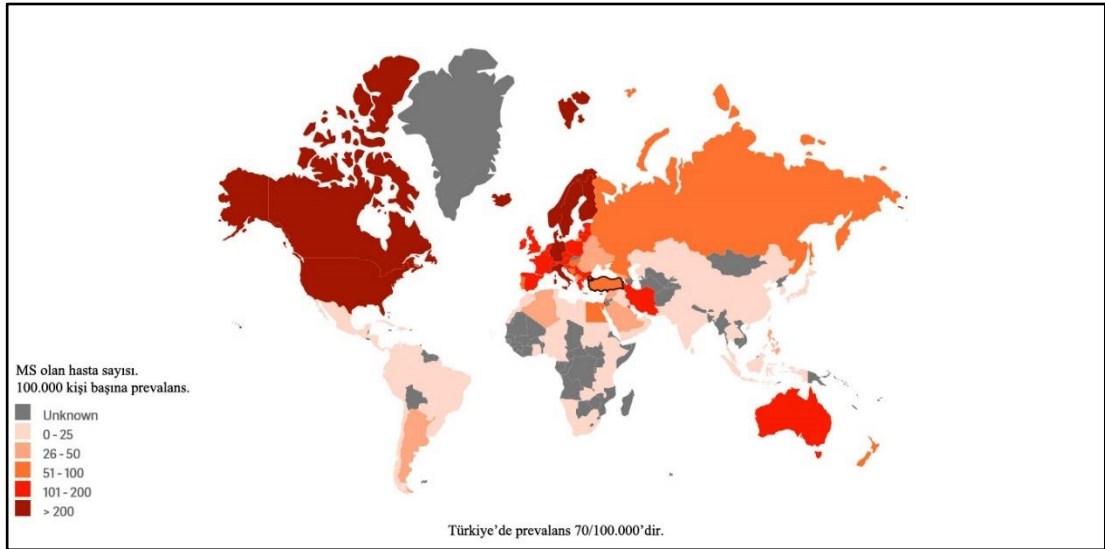 MS olan hasta sayısı.
100.000 kişi başına prevalans.
Unknown
0 - 25
26 - 50
51 - 100
101 - 200
> 200
Türkiye’de prevalans 70/100.000’dir.